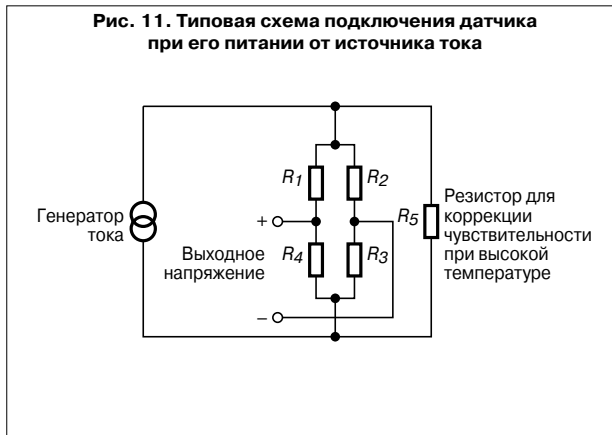 Рис. 11. Типовая схема подключения датчика
при его питании от источника тока
R1
R2
Генератор
тока
+
R5
Резистор для
коррекции
чувствительности
при высокой
температуре
Выходное
напряжение
R4
R3
–